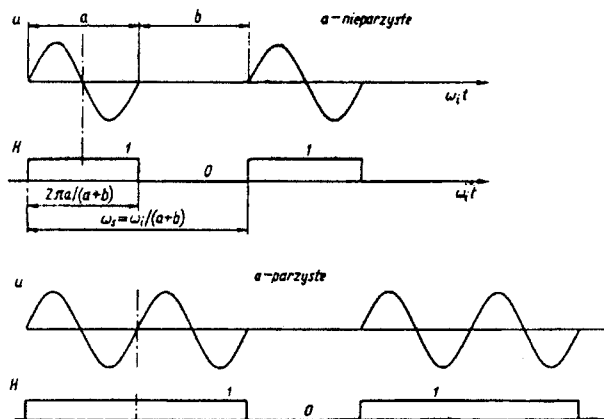 u a b a-nieparzyste
ωᵢt
H 1 1
0
ωᵢt
2πa/(a+b)
ωₛ=ωᵢ/(a+b)
u a-parzyste
H 1 1
0